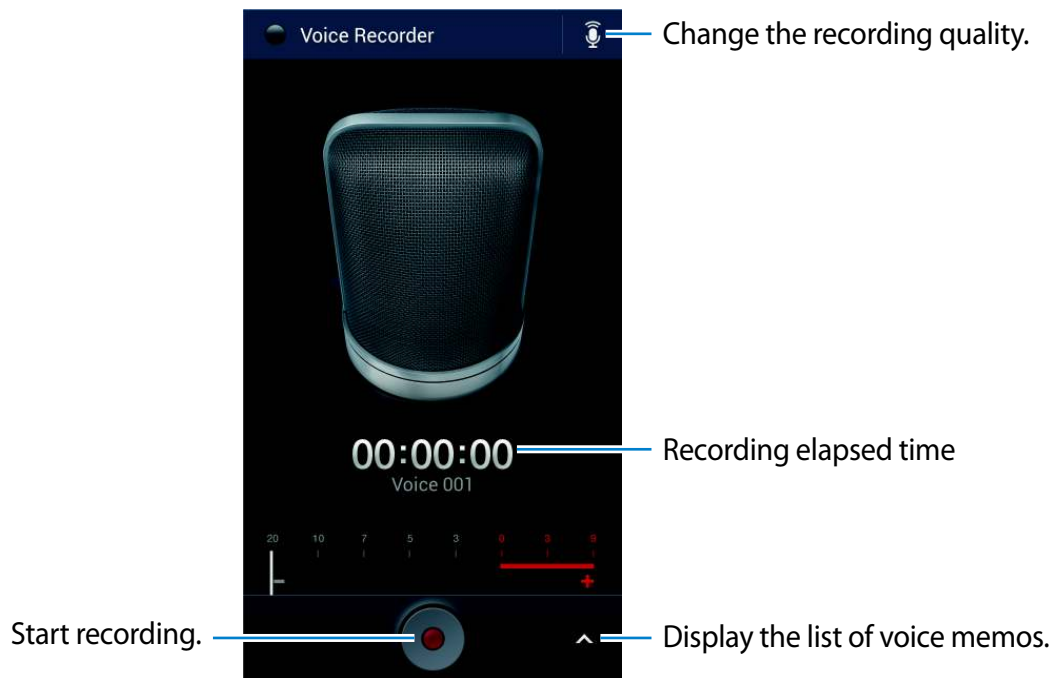 Voice Recorder
Change the recording quality.
00:00:00
Recording elapsed time
Voice 001
20 10 7 5 3 0 3 9
- +
Start recording.
Display the list of voice memos.